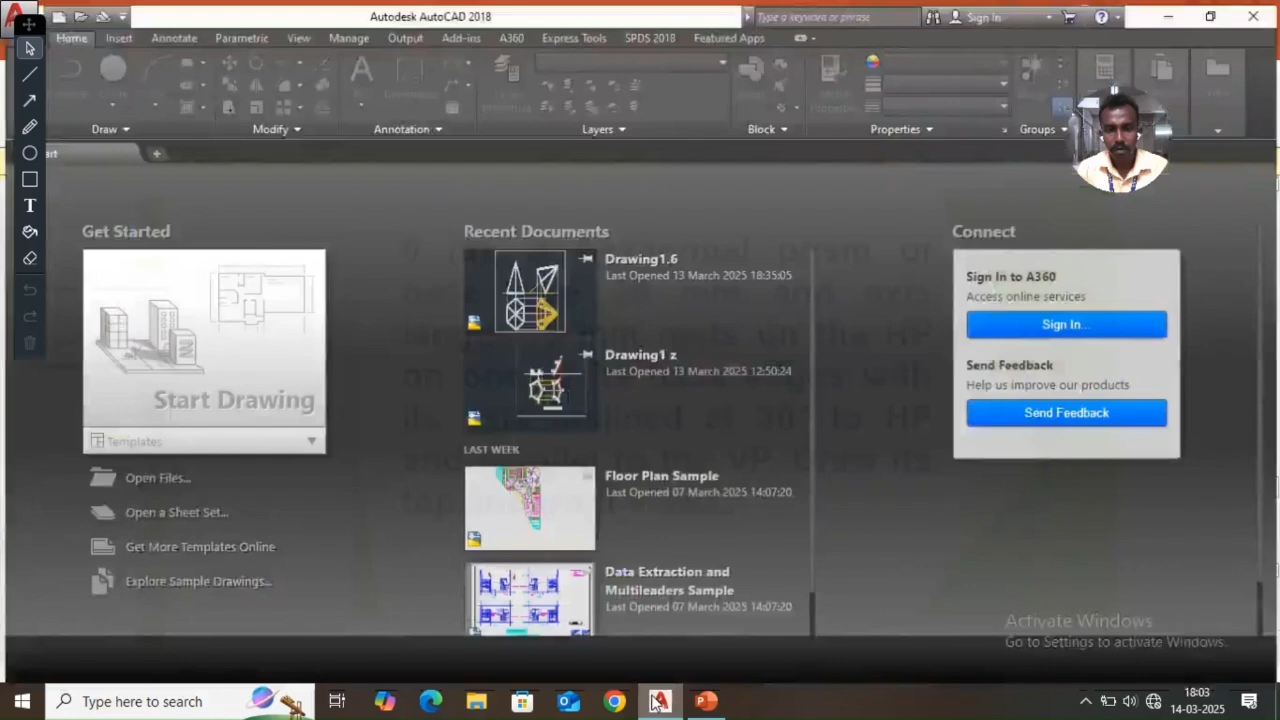 Autodesk AutoCAD 2018
Type a keyword or phrase
Sign In
Home
Insert
Annotate
Parametric
View
Manage
Output
Add-ins
A360
Express Tools
SPDS 2018
Featured Apps
Draw
Modify
Annotation
Layers
Block
Properties
Groups
Get Started
Recent Documents
Connect
Start Drawing
Templates
Open Files...
Open a Sheet Set...
Get More Templates Online
Explore Sample Drawings...
Drawing1.6
Last Opened 13 March 2025 18:35:05
Drawing1 z
Last Opened 13 March 2025 12:50:24
LAST WEEK
Floor Plan Sample
Last Opened 07 March 2025 14:07:20
Data Extraction and
Multileaders Sample
Last Opened 07 March 2025 14:07:20
Sign In to A360
Access online services
Sign In...
Send Feedback
Help us improve our products
Send Feedback
Activate Windows
Go to Settings to activate Windows.
Type here to search
18:03
14-03-2025